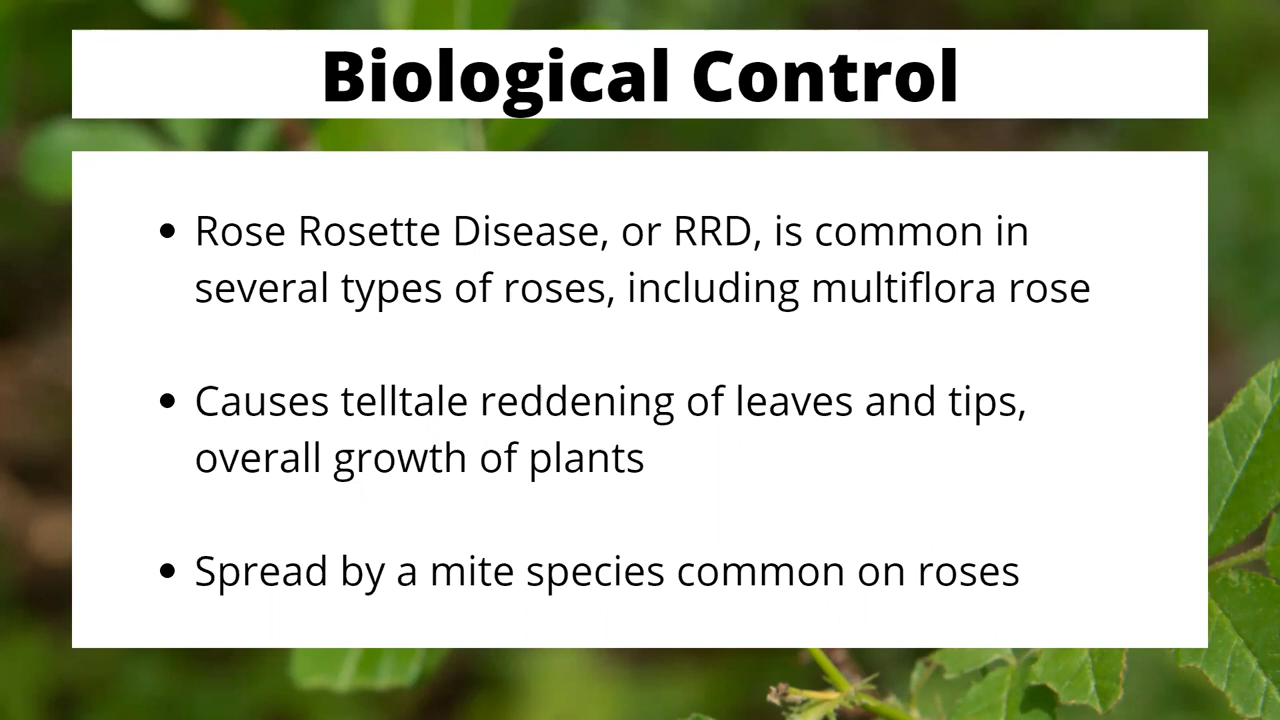 Biological Control
• Rose Rosette Disease, or RRD, is common in
several types of roses, including multiflora rose
• Causes telltale reddening of leaves and tips,
overall growth of plants
• Spread by a mite species common on roses